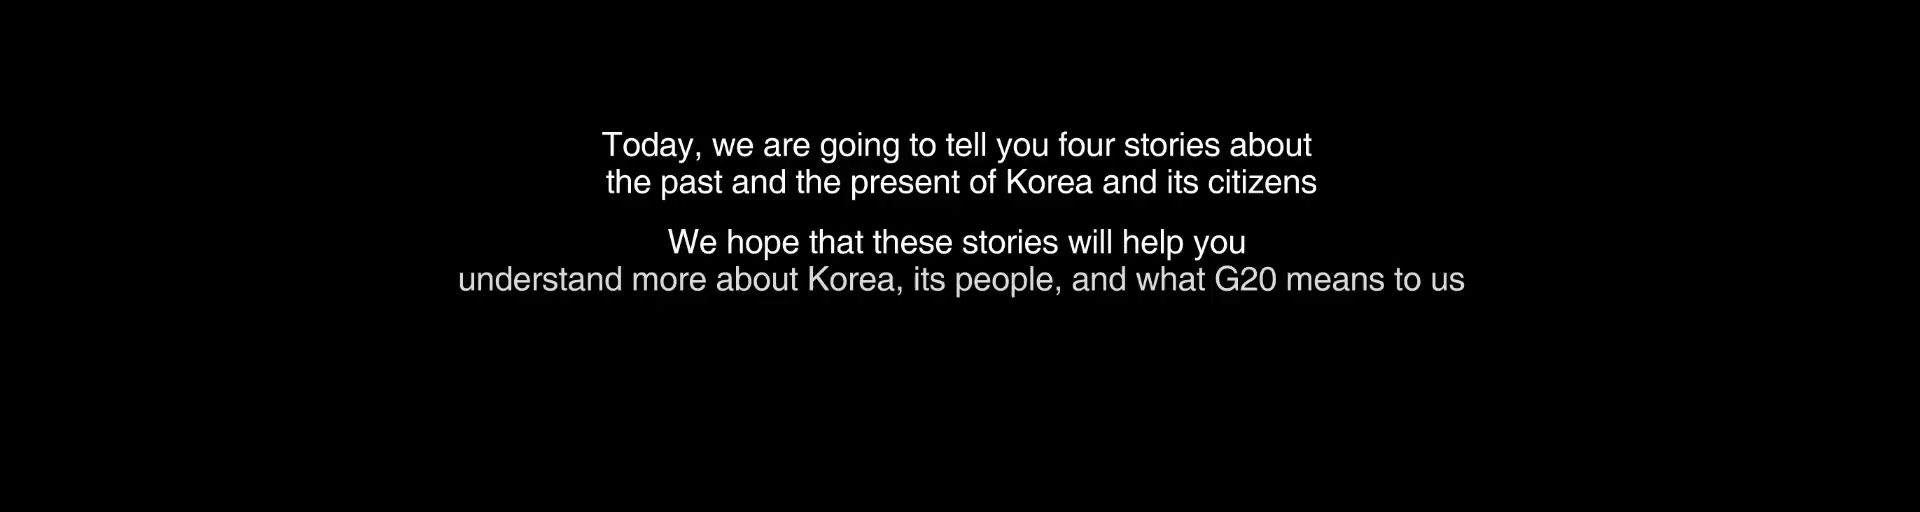 Today, we are going to tell you four stories about
the past and the present of Korea and its citizens
We hope that these stories will help you
understand more about Korea, its people, and what G20 means to us